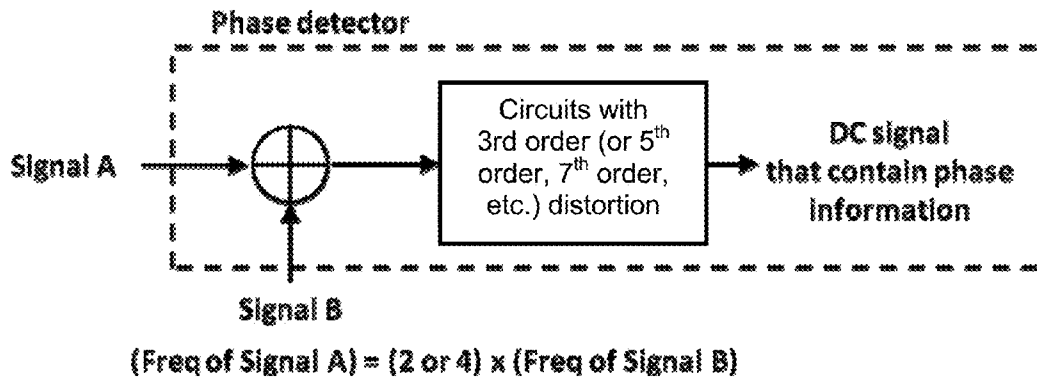 Phase detector
Signal A
Circuits with
3rd order (or 5th
order, 7th order,
etc.) distortion
DC signal
that contain phase
information
Signal B
(Freq of Signal A) = (2 or 4) x (Freq of Signal B)